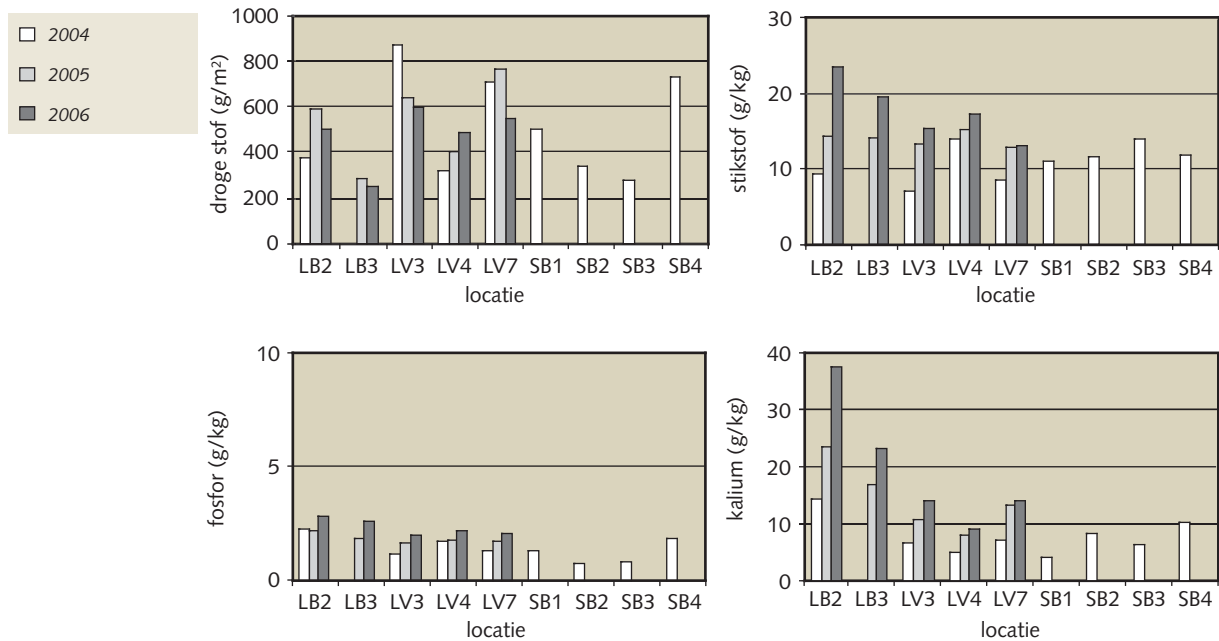 2004
2005
2006
droge stof (g/m²)
1000
800
600
400
200
0
LB2 LB3 LV3 LV4 LV7 SB1 SB2 SB3 SB4
locatie
stikstof (g/kg)
30
20
10
0
LB2 LB3 LV3 LV4 LV7 SB1 SB2 SB3 SB4
locatie
fosfor (g/kg)
10
5
0
LB2 LB3 LV3 LV4 LV7 SB1 SB2 SB3 SB4
locatie
kalium (g/kg)
40
30
20
10
0
LB2 LB3 LV3 LV4 LV7 SB1 SB2 SB3 SB4
locatie